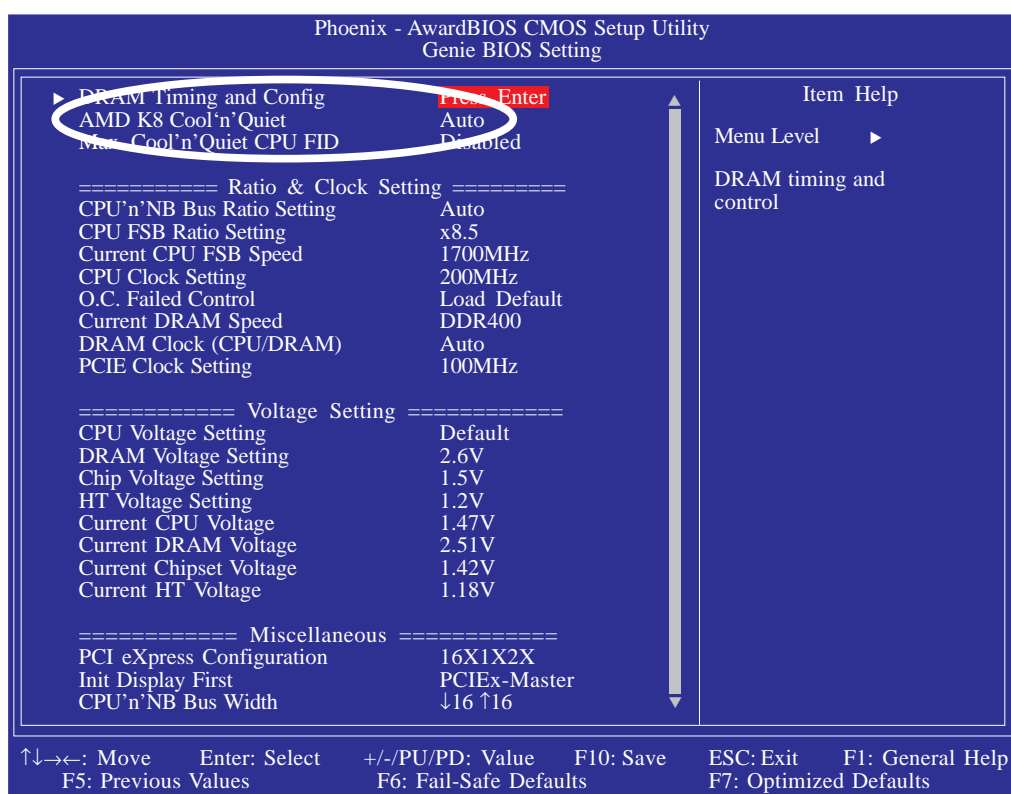 Phoenix - AwardBIOS CMOS Setup Utility
Genie BIOS Setting
▶ DRAM Timing and Config Press Enter
AMD K8 Cool‘n’Quiet Auto
Max. Cool’n’Quiet CPU FID Disabled
=========== Ratio & Clock Setting =========
CPU’n’NB Bus Ratio Setting Auto
CPU FSB Ratio Setting x8.5
Current CPU FSB Speed 1700MHz
CPU Clock Setting 200MHz
O.C. Failed Control Load Default
Current DRAM Speed DDR400
DRAM Clock (CPU/DRAM) Auto
PCIE Clock Setting 100MHz
============ Voltage Setting ============
CPU Voltage Setting Default
DRAM Voltage Setting 2.6V
Chip Voltage Setting 1.5V
HT Voltage Setting 1.2V
Current CPU Voltage 1.47V
Current DRAM Voltage 2.51V
Current Chipset Voltage 1.42V
Current HT Voltage 1.18V
============ Miscellaneous ============
PCI eXpress Configuration 16X1X2X
Init Display First PCIEx-Master
CPU’n’NB Bus Width ↓16 ↑16
Item Help
Menu Level ▶
DRAM timing and
control
↑↓→←: Move Enter: Select +/-/PU/PD: Value F10: Save ESC: Exit F1: General Help
F5: Previous Values F6: Fail-Safe Defaults F7: Optimized Defaults